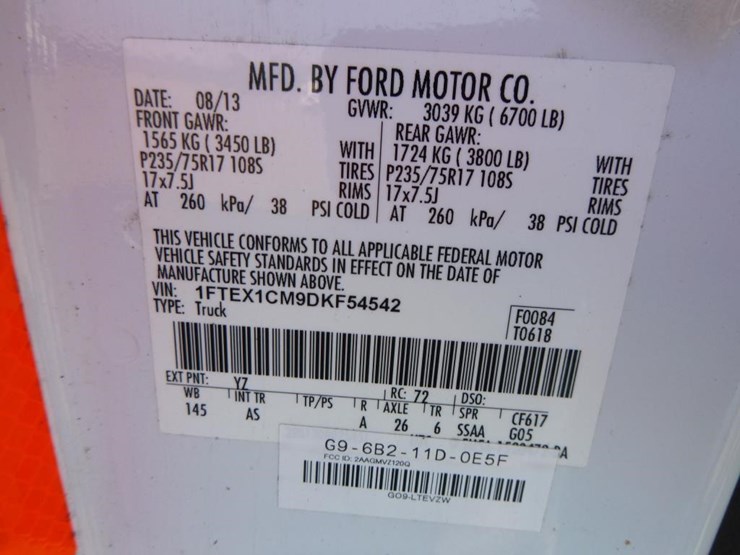 MFD. BY FORD MOTOR CO.
DATE: 08/13 GVWR: 3039 KG ( 6700 LB)
FRONT GAWR: REAR GAWR:
1565 KG ( 3450 LB) WITH 1724 KG ( 3800 LB) WITH
P235/75R17 108S TIRES P235/75R17 108S TIRES
17x7.5J RIMS 17x7.5J RIMS
AT 260 kPa/ 38 PSI COLD AT 260 kPa/ 38 PSI COLD
THIS VEHICLE CONFORMS TO ALL APPLICABLE FEDERAL MOTOR
VEHICLE SAFETY STANDARDS IN EFFECT ON THE DATE OF
MANUFACTURE SHOWN ABOVE.
VIN: 1FTEX1CM9DKF54542 F0084
TYPE: Truck T0618
EXT PNT: YZ RC: 72 DSO:
WB INT TR TP/PS R AXLE TR SPR CF617
145 AS A 26 6 SSAA G05
G9-6B2-11D-0E5F
FCC ID: 2AAGMVZ120G
GO9-LTEVZW